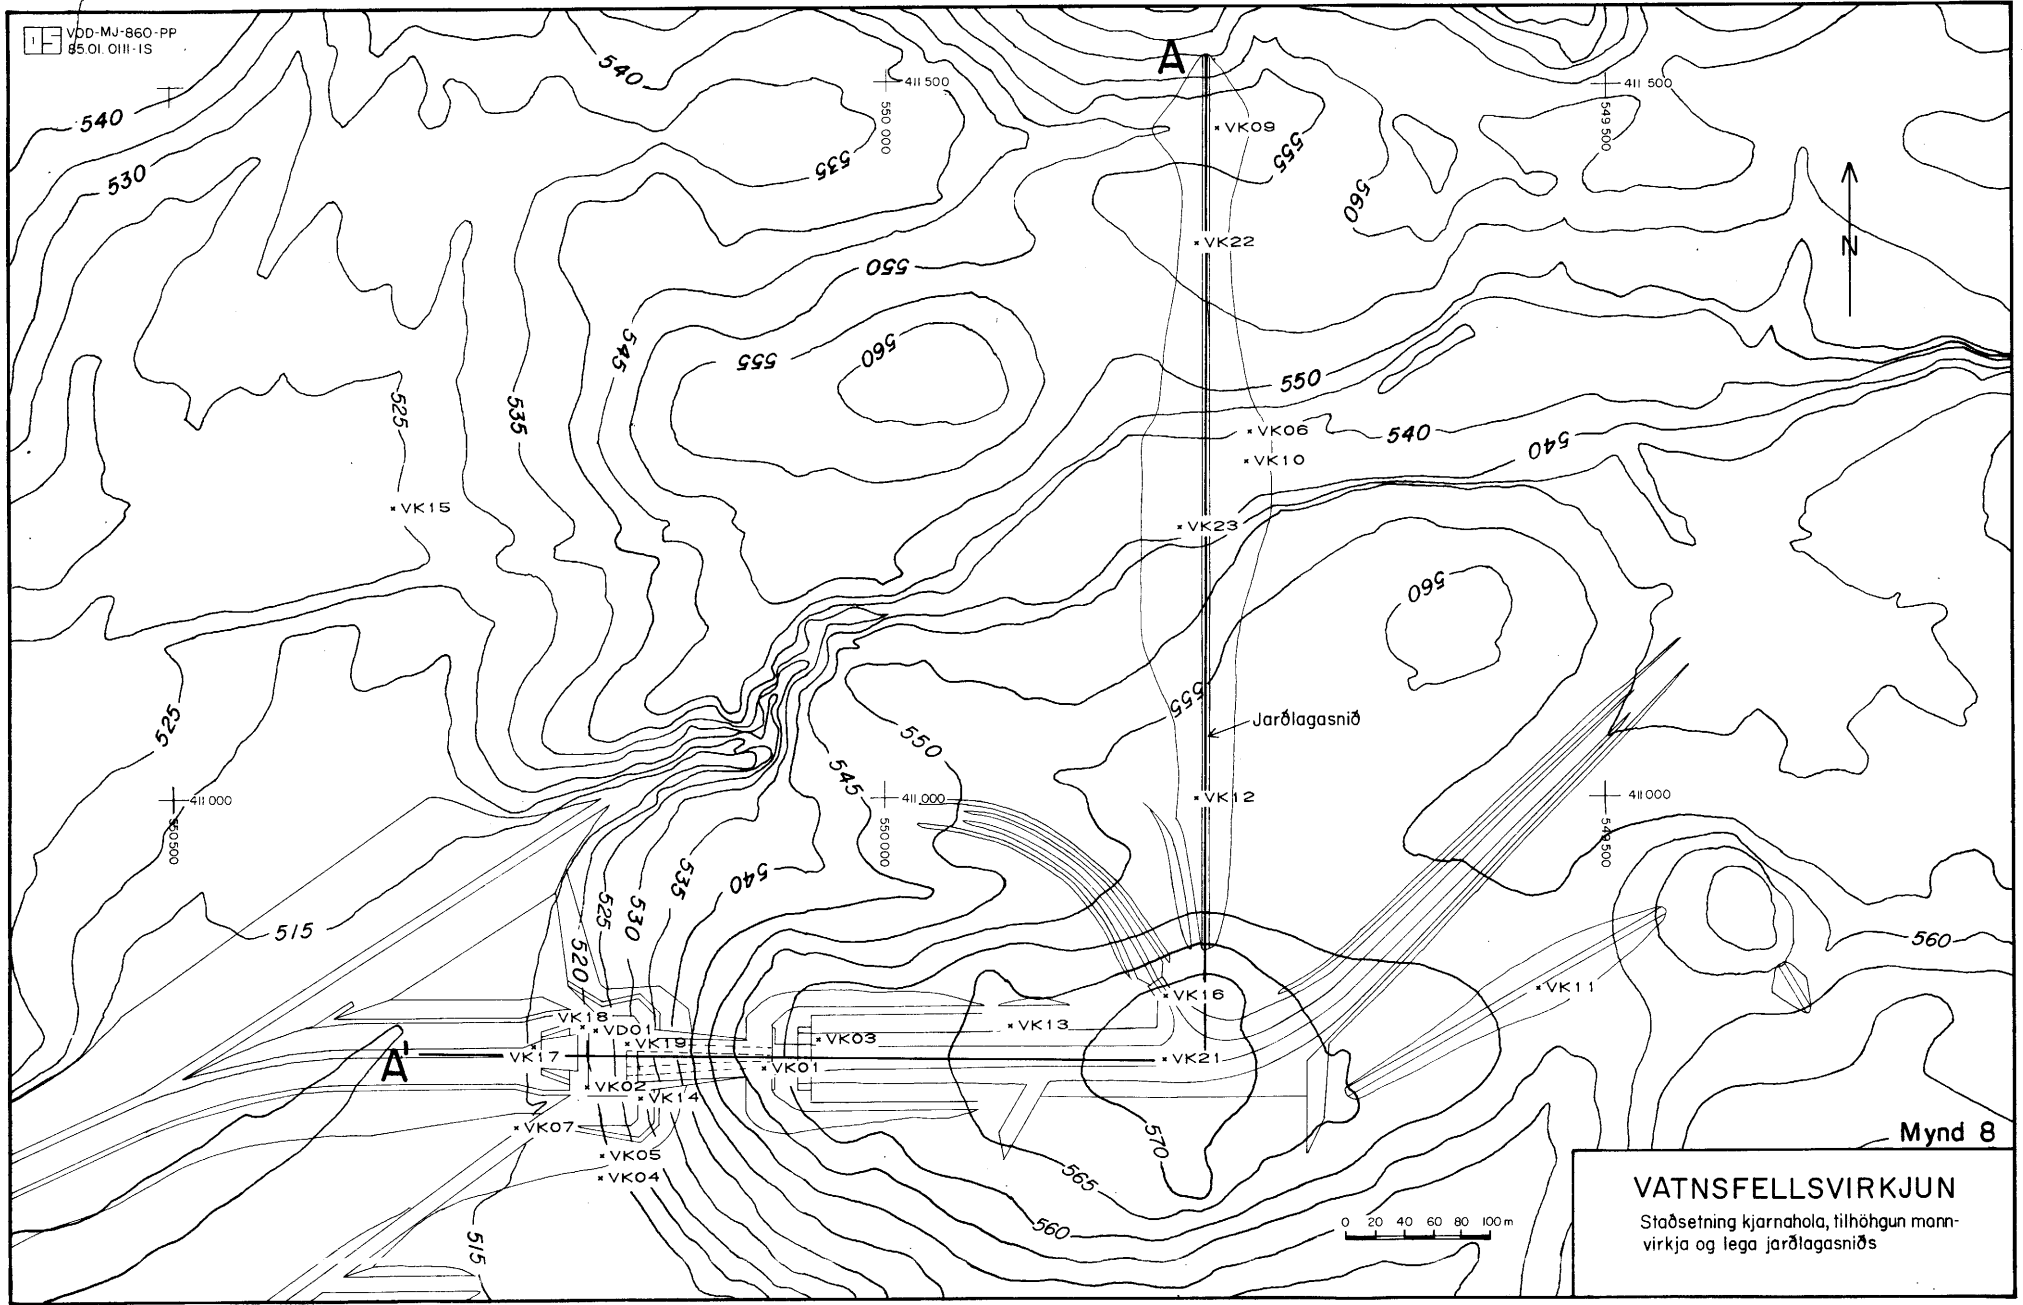 VOD-MJ-860-PP
85.01.0111-IS
540
530
540
535
A
411 500
550 000
411 500
549 500
VK09
555
560
N
VK22
550
545
555
560
550
525
535
VK06
540
540
VK10
VK15
VK23
560
555
Jarðlagasnið
525
550
545
411 000
550 500
411 000
550 000
VK12
411 000
549 500
540
535
530
525
520
515
560
VK16
VK11
VK18
VD01
VK13
VK19
VK03
A'
VK17
VK21
VK01
VK02
VK14
VK07
VK05
VK04
570
565
560
515
Mynd 8
0 20 40 60 80 100 m
VATNSFELLSVIRKJUN
Staðsetning kjarnahola, tilhöhgun mann-
virkja og lega jarðlagasniðs